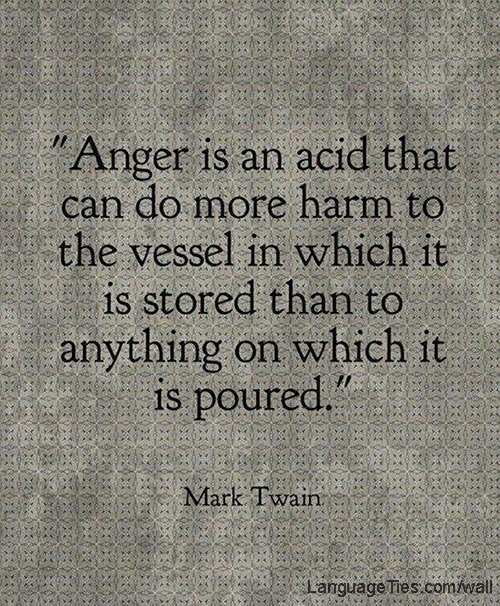 "Anger is an acid that
can do more harm to
the vessel in which it
is stored than to
anything on which it
is poured."
Mark Twain
LanguageTies.com/wall